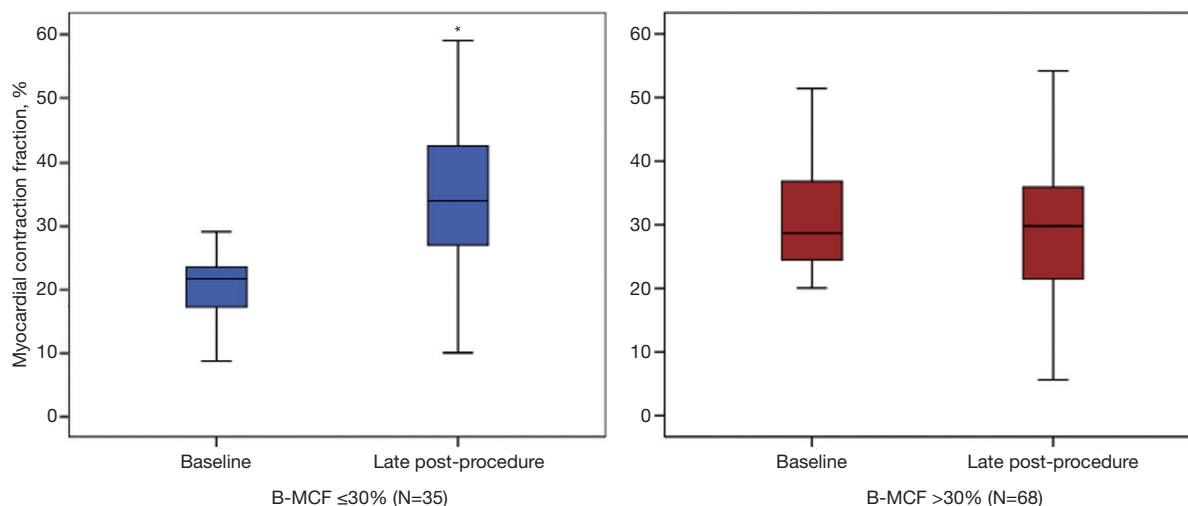 Myocardial contraction fraction, %
60
50
40
30
20
10
0
*
Baseline
Late post-procedure
B-MCF ≤30% (N=35)
60
50
40
30
20
10
0
Baseline
Late post-procedure
B-MCF >30% (N=68)